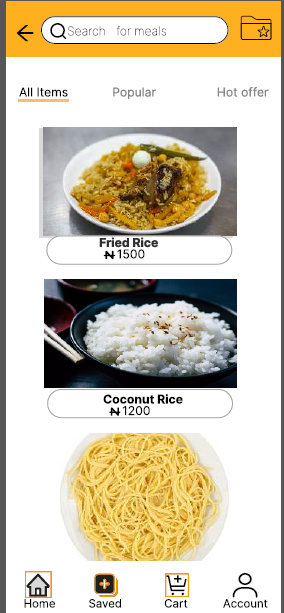 Search for meals
All Items Popular Hot offer
Fried Rice
₦1500
Coconut Rice
₦1200
Home Saved Cart Account